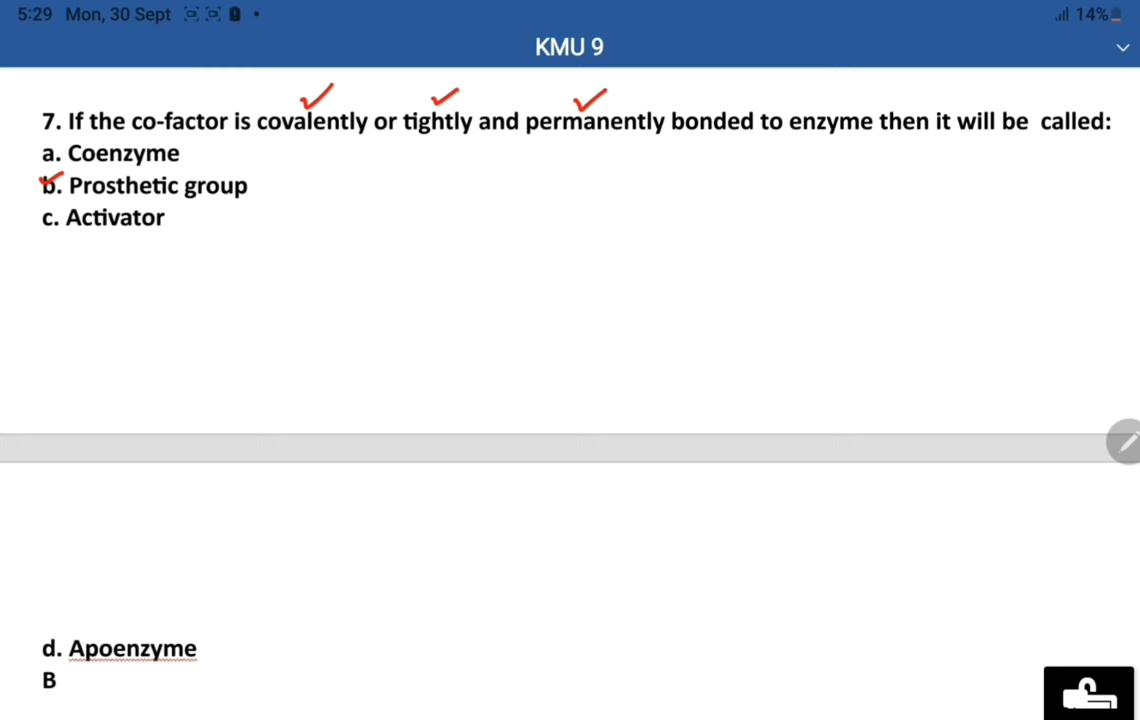 5:29 Mon, 30 Sept
14%
KMU 9
7. If the co-factor is covalently or tightly and permanently bonded to enzyme then it will be called:
a. Coenzyme
b. Prosthetic group
c. Activator
d. Apoenzyme
B